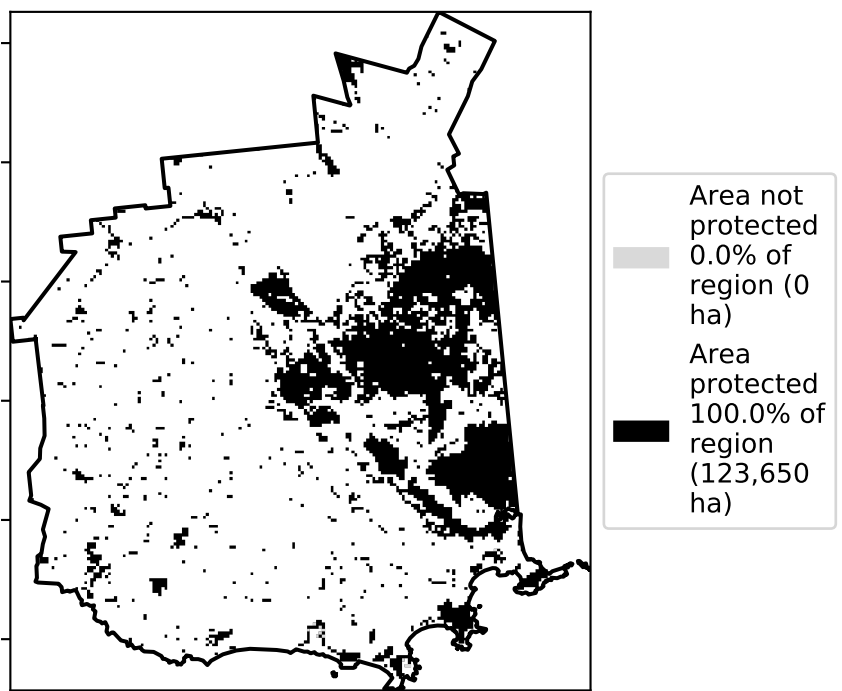 Area not
protected
0.0% of
region (0
ha)
Area
protected
100.0% of
region
(123,650
ha)